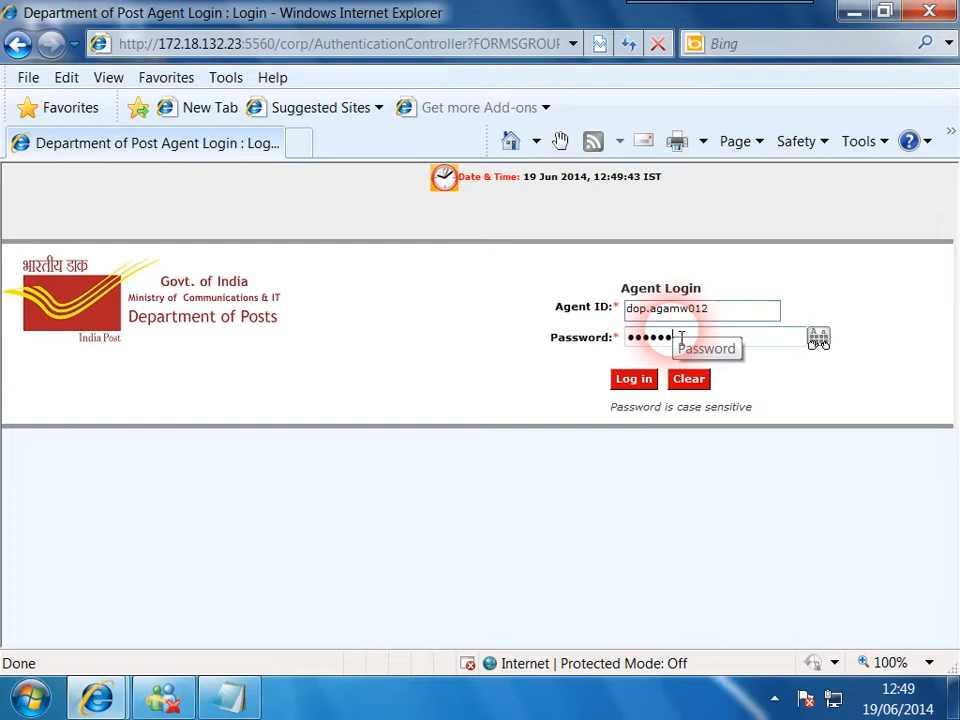 Department of Post Agent Login : Login - Windows Internet Explorer
http://172.18.132.23:5560/corp/AuthenticationController?FORMSGROUP
Bing
File Edit View Favorites Tools Help
Favorites New Tab Suggested Sites Get more Add-ons
Department of Post Agent Login : Log... Page Safety Tools
Date & Time: 19 Jun 2014, 12:49:43 IST
भारतीय डाक
India Post
Govt. of India
Ministry of Communications & IT
Department of Posts
Agent Login
Agent ID:* dop.agamw012
Password:* ••••••
Password
Log in Clear
Password is case sensitive
Done Internet | Protected Mode: Off 100%
12:49
19/06/2014